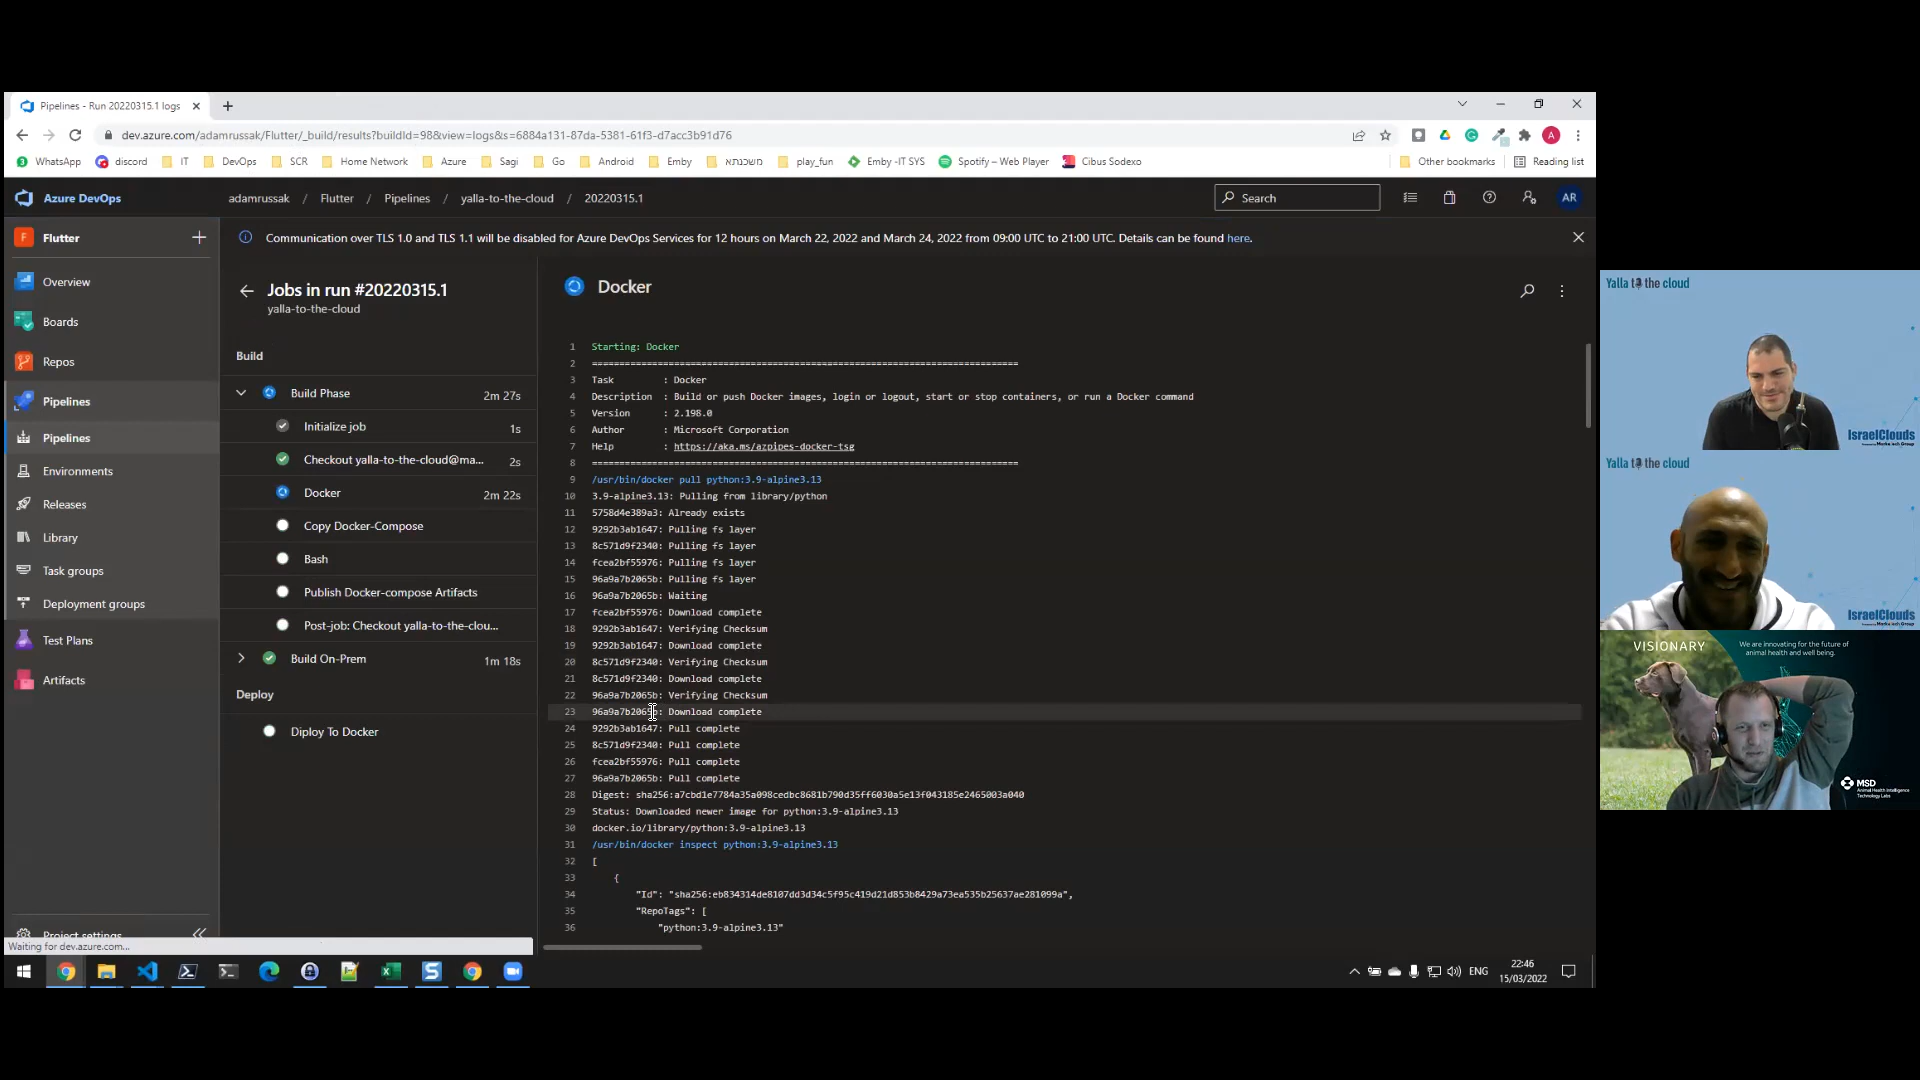 Pipelines - Run 20220315.1 logs
dev.azure.com/adamrussak/Flutter/_build/results?buildId=98&view=logs&s=6884a131-87da-5381-61f3-d7acc3b91d76
WhatsApp discord IT DevOps SCR Home Network Azure Sagi Go Android Emby משכנתא play_fun Emby -IT SYS Spotify – Web Player Cibus Sodexo Other bookmarks Reading list
Azure DevOps
adamrussak / Flutter / Pipelines / yalla-to-the-cloud / 20220315.1
Search
AR
F Flutter
Communication over TLS 1.0 and TLS 1.1 will be disabled for Azure DevOps Services for 12 hours on March 22, 2022 and March 24, 2022 from 09:00 UTC to 21:00 UTC. Details can be found here.
Overview
Boards
Repos
Pipelines
Pipelines
Environments
Releases
Library
Task groups
Deployment groups
Test Plans
Artifacts
Project settings
Waiting for dev.azure.com...
Jobs in run #20220315.1
yalla-to-the-cloud
Build
Build Phase 2m 27s
Initialize job 1s
Checkout yalla-to-the-cloud@ma... 2s
Docker 2m 22s
Copy Docker-Compose
Bash
Publish Docker-compose Artifacts
Post-job: Checkout yalla-to-the-clou...
Build On-Prem 1m 18s
Deploy
Diploy To Docker
Docker
1 Starting: Docker
2 ==============================================================================
3 Task : Docker
4 Description : Build or push Docker images, login or logout, start or stop containers, or run a Docker command
5 Version : 2.198.0
6 Author : Microsoft Corporation
7 Help : https://aka.ms/azpipes-docker-tsg
8 ==============================================================================
9 /usr/bin/docker pull python:3.9-alpine3.13
10 3.9-alpine3.13: Pulling from library/python
11 5758d4e389a3: Already exists
12 9292b3ab1647: Pulling fs layer
13 8c571d9f2340: Pulling fs layer
14 fcea2bf55976: Pulling fs layer
15 96a9a7b2065b: Pulling fs layer
16 96a9a7b2065b: Waiting
17 fcea2bf55976: Download complete
18 9292b3ab1647: Verifying Checksum
19 9292b3ab1647: Download complete
20 8c571d9f2340: Verifying Checksum
21 8c571d9f2340: Download complete
22 96a9a7b2065b: Verifying Checksum
23 96a9a7b2065b: Download complete
24 9292b3ab1647: Pull complete
25 8c571d9f2340: Pull complete
26 fcea2bf55976: Pull complete
27 96a9a7b2065b: Pull complete
28 Digest: sha256:a7cbd1e7784a35a098cedbc8681b790d35ff6030a5e13f043185e2465003a040
29 Status: Downloaded newer image for python:3.9-alpine3.13
30 docker.io/library/python:3.9-alpine3.13
31 /usr/bin/docker inspect python:3.9-alpine3.13
32 [
33 {
34 "Id": "sha256:eb834314de8107dd3d34c5f95c419d21d853b8429a73ea535b25637ae281099a",
35 "RepoTags": [
36 "python:3.9-alpine3.13"
ENG
22:46
15/03/2022
Yalla to the cloud
IsraelClouds
Yalla to the cloud
IsraelClouds
VISIONARY
We are innovating for the future of
animal health and well being.
MSD
Animal Health Intelligence
Technology Labs